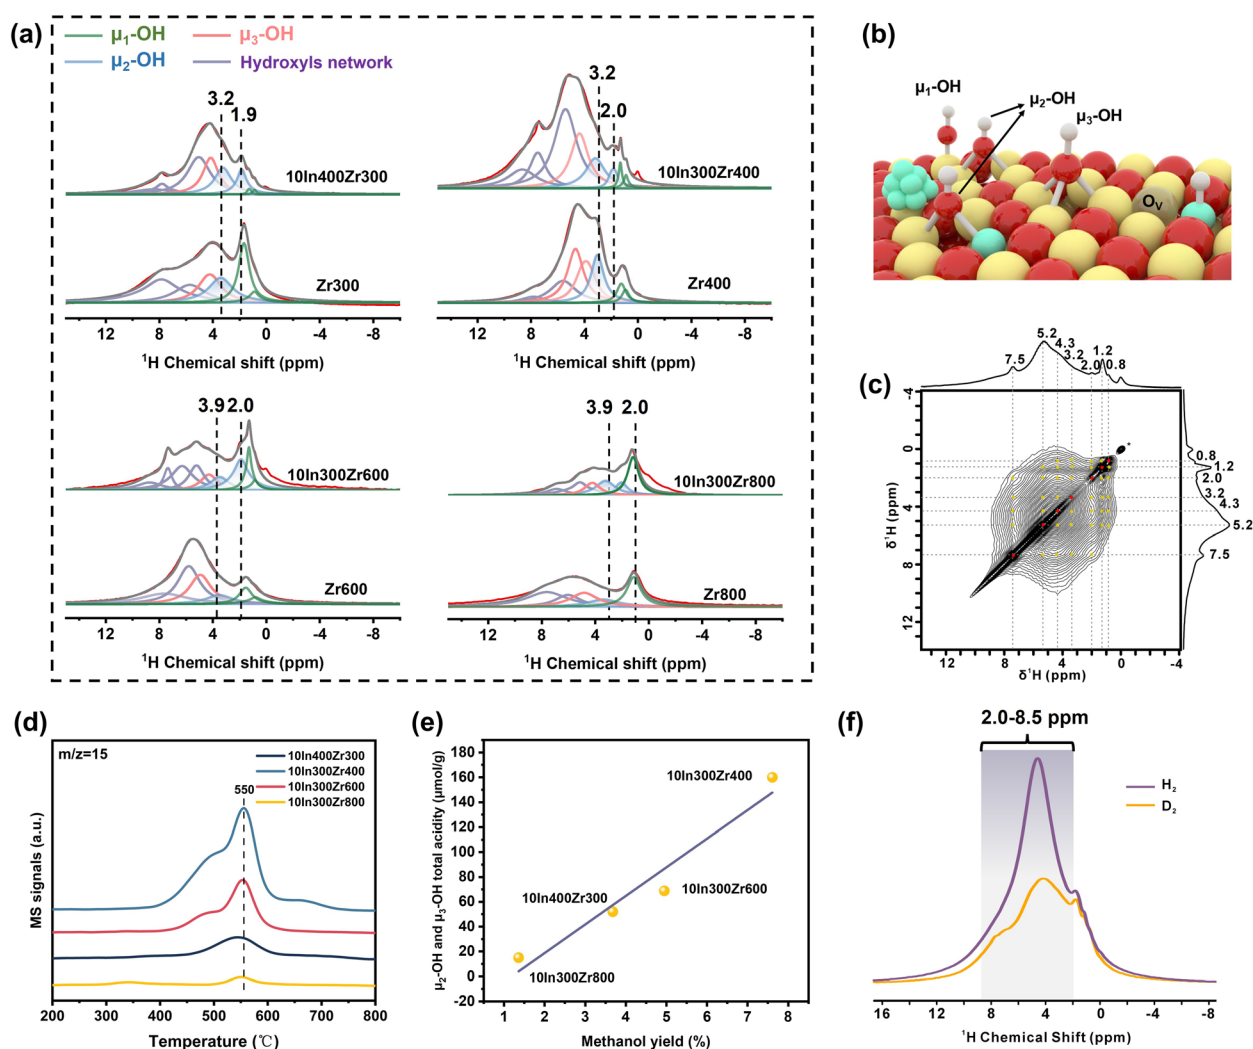 (a)
μ₁-OH
μ₃-OH
μ₂-OH
Hydroxyls network
3.2
1.9
10In400Zr300
Zr300
12 8 4 0 -4 -8
¹H Chemical shift (ppm)
3.2
2.0
10In300Zr400
Zr400
12 8 4 0 -4 -8
¹H Chemical shift (ppm)
3.9 2.0
10In300Zr600
Zr600
12 8 4 0 -4 -8
¹H Chemical shift (ppm)
3.9 2.0
10In300Zr800
Zr800
12 8 4 0 -4 -8
¹H Chemical shift (ppm)
(b)
μ₁-OH
μ₂-OH
μ₃-OH
Oᵥ
(c)
7.5 5.2 4.3 3.2 2.0 1.2 0.8
-4
0
4
8
12
δ¹H (ppm)
*
0.8
1.2
2.0
3.2
4.3
5.2
7.5
12 8 4 0 -4
δ¹H (ppm)
(d)
m/z=15
10In400Zr300
10In300Zr400
10In300Zr600
10In300Zr800
550
MS signals (a.u.)
200 300 400 500 600 700 800
Temperature (℃)
(e)
180
160
140
120
100
80
60
40
20
0
-20
μ₂-OH and μ₃-OH total acidity (μmol/g)
10In300Zr400
10In400Zr300
10In300Zr600
10In300Zr800
1 2 3 4 5 6 7 8
Methanol yield (%)
(f)
2.0-8.5 ppm
H₂
D₂
16 12 8 4 0 -4 -8
¹H Chemical Shift (ppm)